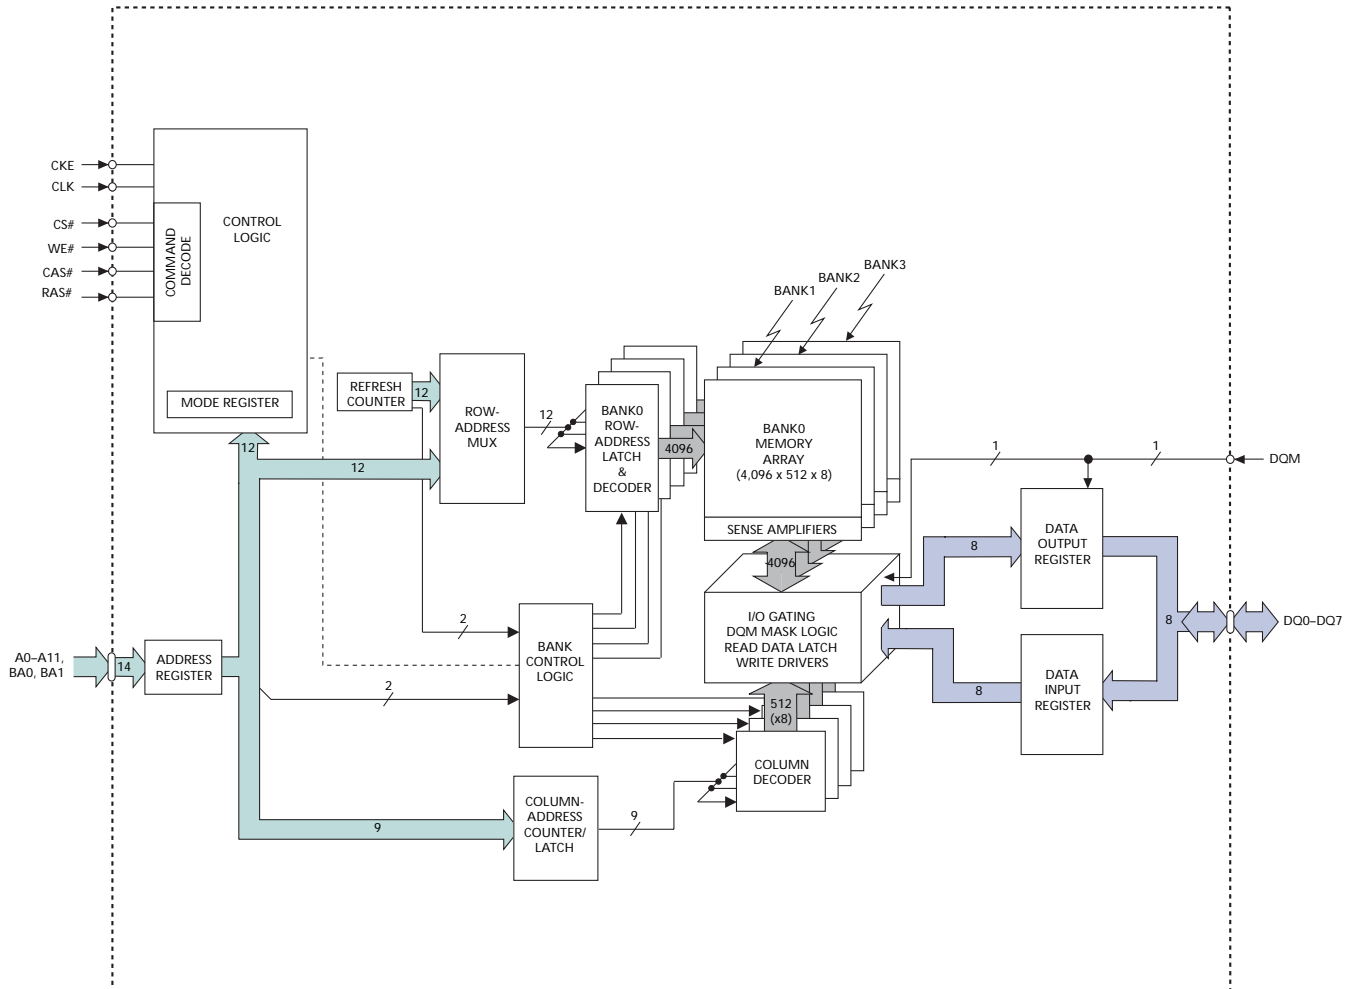 CKE
CLK
CS#
WE#
CAS#
RAS#
COMMAND
DECODE
CONTROL
LOGIC
MODE REGISTER
BANK1
BANK2
BANK3
REFRESH
COUNTER
12
ROW-
ADDRESS
MUX
12
BANK0
ROW-
ADDRESS
LATCH
&
DECODER
4096
BANK0
MEMORY
ARRAY
(4,096 x 512 x 8)
SENSE AMPLIFIERS
12
12
1
1
DQM
4096
8
DATA
OUTPUT
REGISTER
I/O GATING
DQM MASK LOGIC
READ DATA LATCH
WRITE DRIVERS
2
BANK
CONTROL
LOGIC
8
DQ0–DQ7
A0–A11,
BA0, BA1
14
ADDRESS
REGISTER
2
8
DATA
INPUT
REGISTER
512
(x8)
COLUMN
DECODER
COLUMN-
ADDRESS
COUNTER/
LATCH
9
9